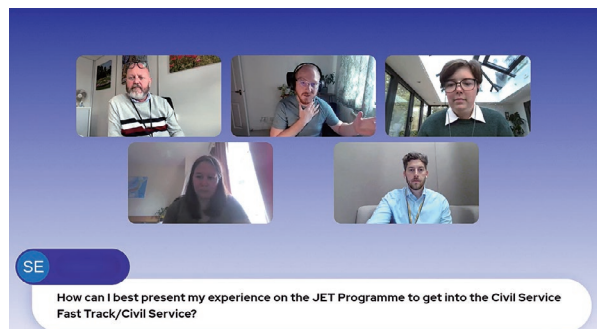 SE
How can I best present my experience on the JET Programme to get into the Civil Service
Fast Track/Civil Service?